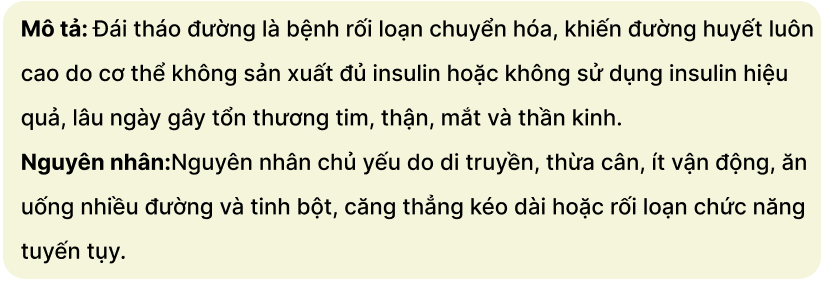 Mô tả: Đái tháo đường là bệnh rối loạn chuyển hóa, khiến đường huyết luôn
cao do cơ thể không sản xuất đủ insulin hoặc không sử dụng insulin hiệu
quả, lâu ngày gây tổn thương tim, thận, mắt và thần kinh.
Nguyên nhân:Nguyên nhân chủ yếu do di truyền, thừa cân, ít vận động, ăn
uống nhiều đường và tinh bột, căng thẳng kéo dài hoặc rối loạn chức năng
tuyến tụy.